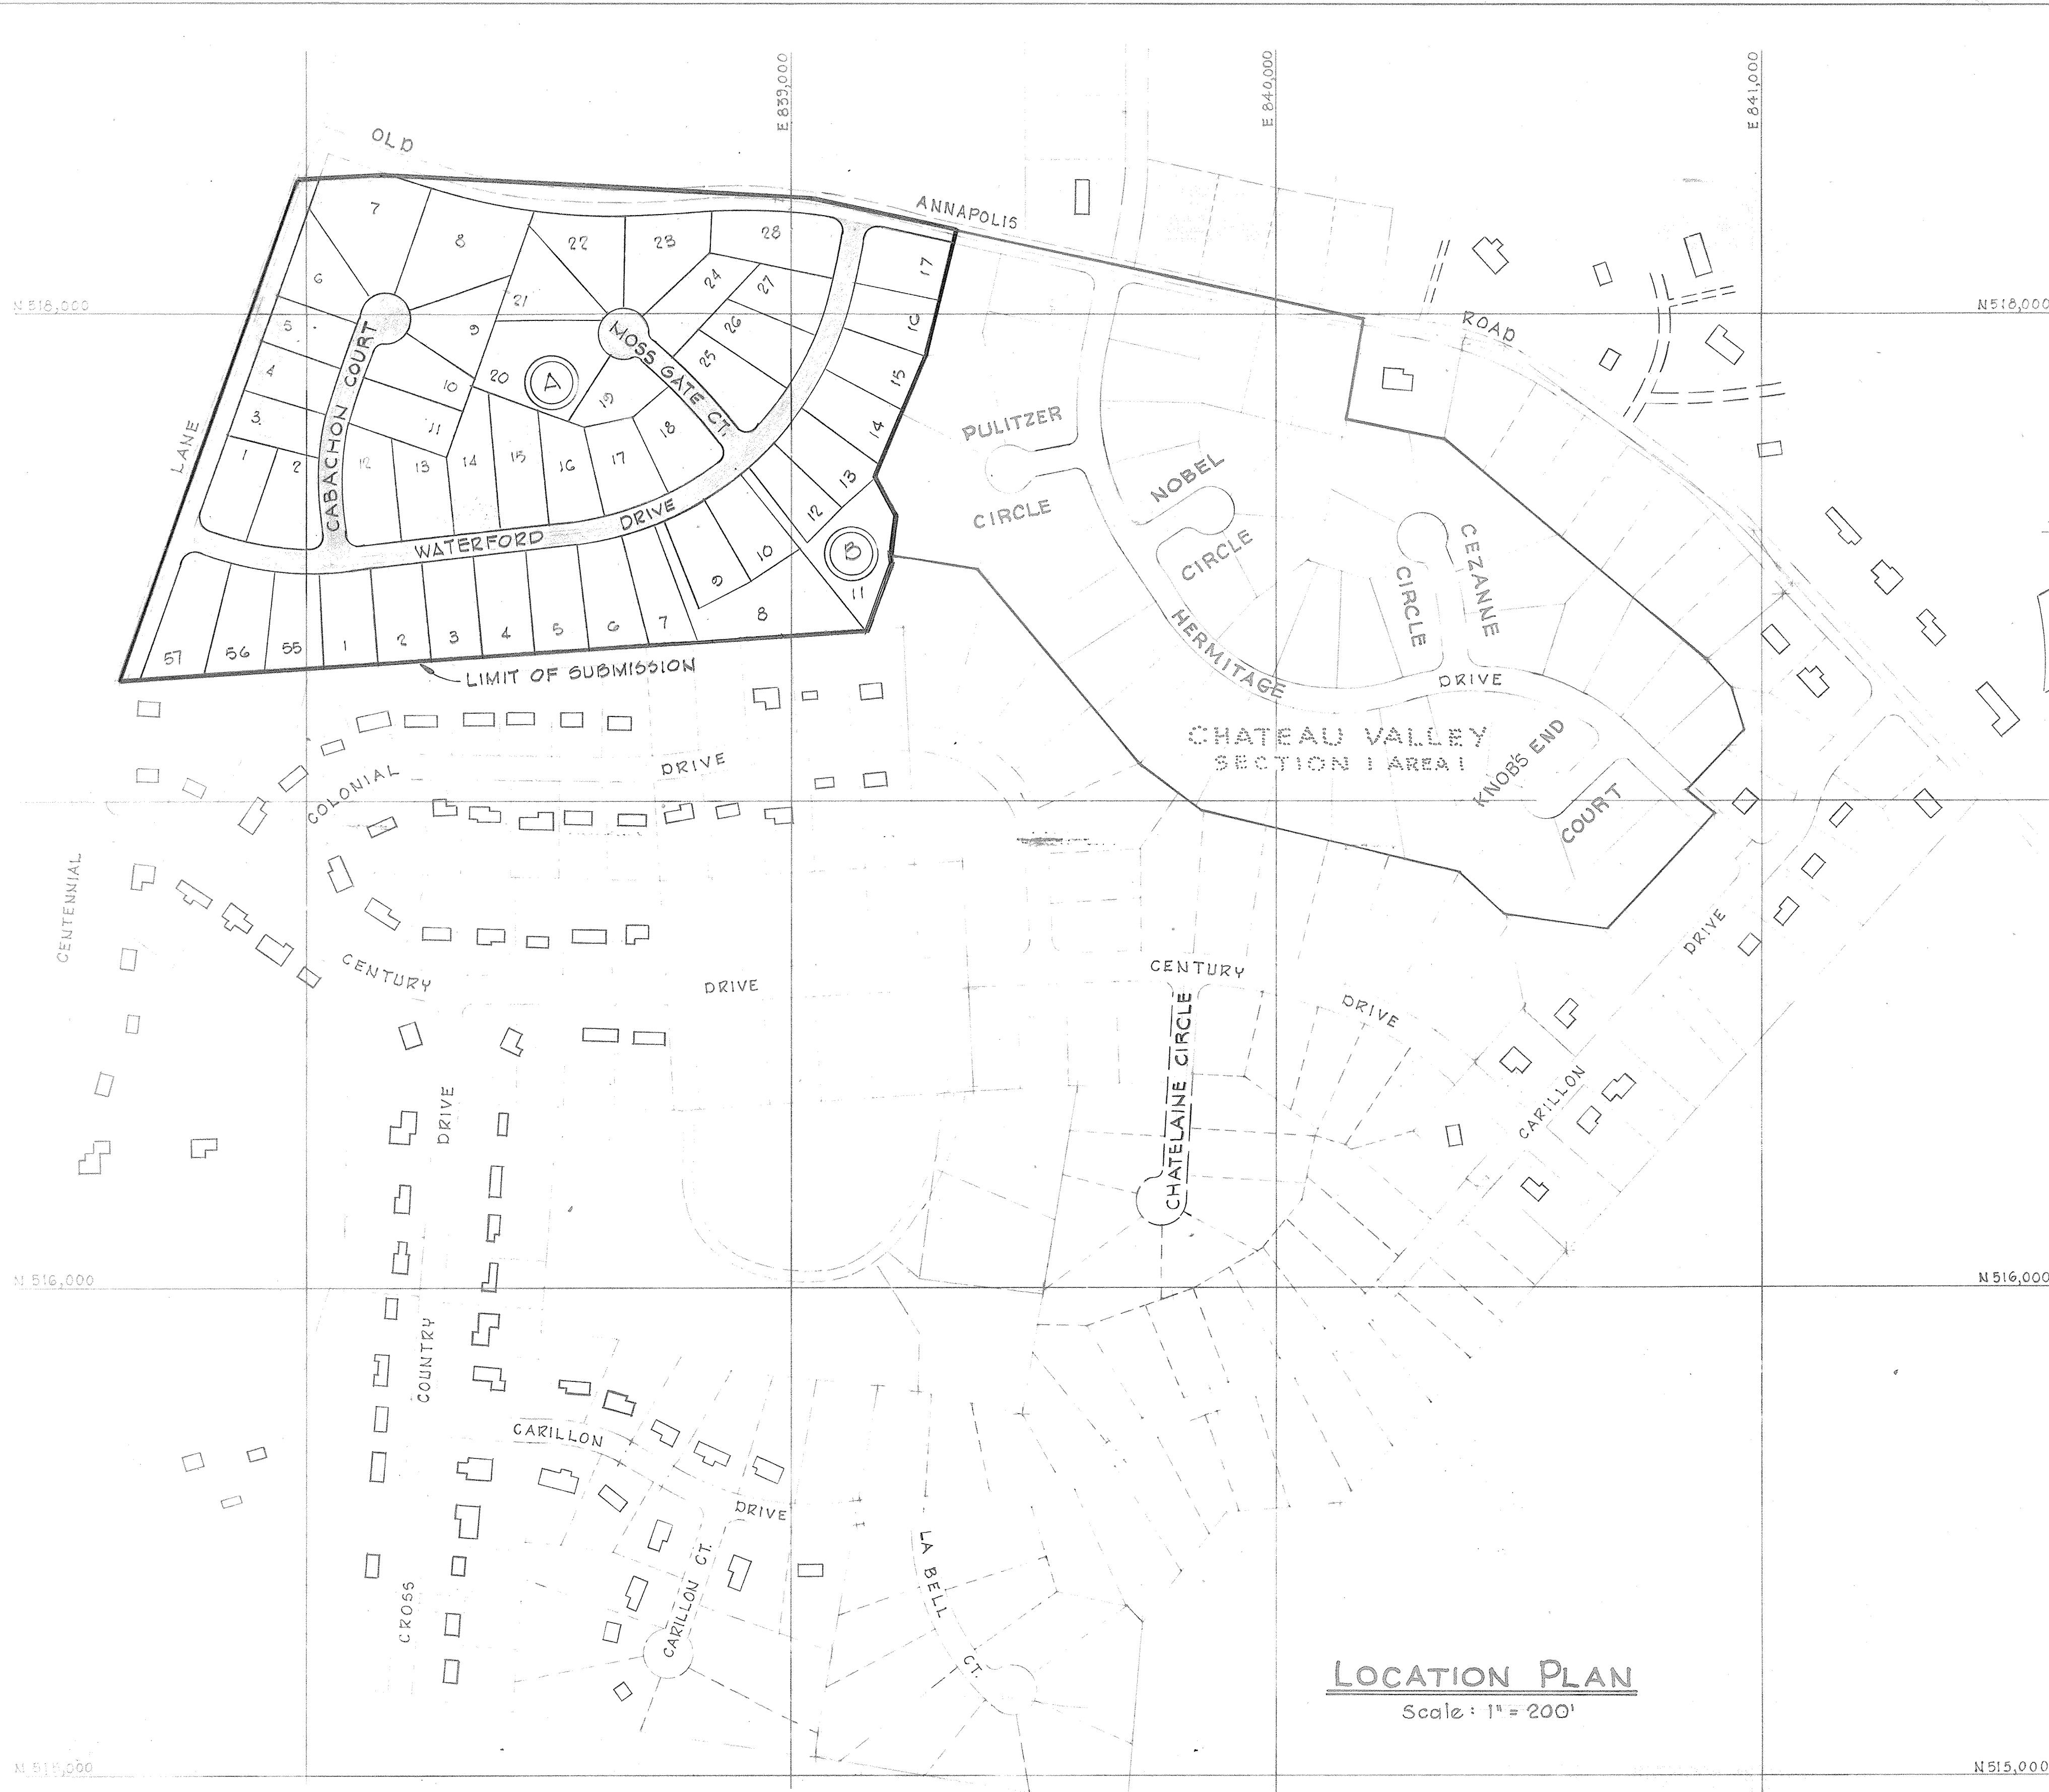 E 839,000
E 840,000
E 841,000
OLD
ANNAPOLIS
ROAD
N 518,000
N 518,000
7
8
22
23
28
17
6
21
24
27
16
5
9
26
4
10
20
A
19
25
15
3.
11
18
14
1
2
12
13
14
15
16
17
13
12
LANE
CABACHON COURT
MOSS GATE CT.
WATERFORD
DRIVE
9
10
B
11
57
56
55
1
2
3
4
5
6
7
8
LIMIT OF SUBMISSION
PULITZER
CIRCLE
NOBEL
CIRCLE
CEZANNE
CIRCLE
HERMITAGE
DRIVE
CHATEAU VALLEY
SECTION 1 AREA 1
KNOB'S END
COURT
COLONIAL
DRIVE
CENTENNIAL
CENTURY
DRIVE
CENTURY
DRIVE
CHATELAINE CIRCLE
DRIVE
CARILLON
DRIVE
COUNTRY
CROSS
N 516,000
N 516,000
CARILLON
DRIVE
CARILLON CT.
LA BELL
CT.
LOCATION PLAN
Scale: 1" = 200'
N 515,000
N 515,000